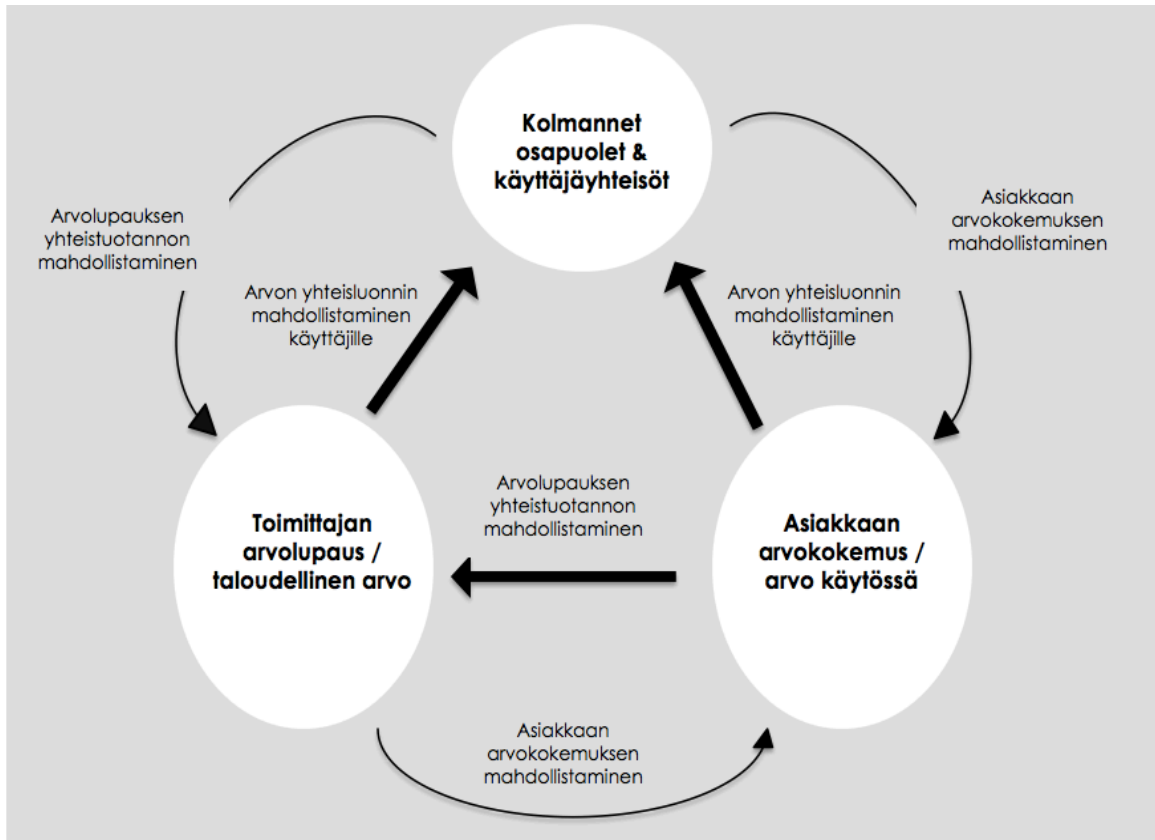 Kolmannet
osapuolet &
käyttäjäyhteisöt
Arvolupauksen
yhteistuotannon
mahdollistaminen
Asiakkaan
arvokokemuksen
mahdollistaminen
Arvon yhteisluonnin
mahdollistaminen
käyttäjille
Arvon yhteisluonnin
mahdollistaminen
käyttäjille
Arvolupauksen
yhteistuotannon
mahdollistaminen
Toimittajan
arvolupaus /
taloudellinen arvo
Asiakkaan
arvokokemus /
arvo käytössä
Asiakkaan
arvokokemuksen
mahdollistaminen